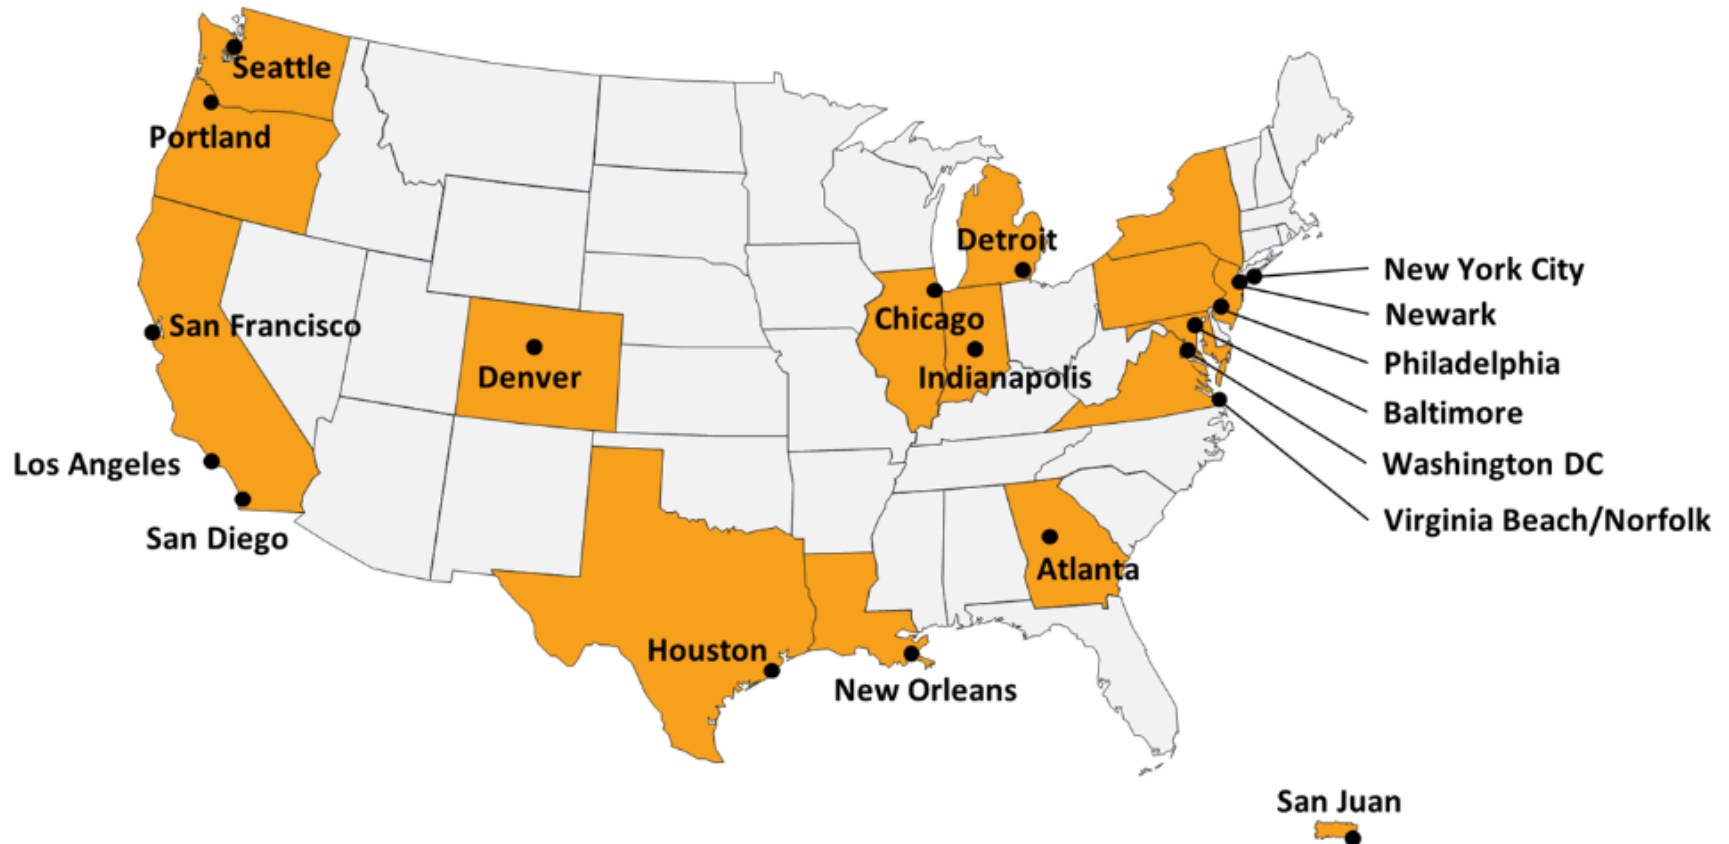 Seattle
Portland
Detroit
New York City
Newark
Chicago
San Francisco
Philadelphia
Denver
Indianapolis
Baltimore
Los Angeles
Washington DC
Virginia Beach/Norfolk
San Diego
Atlanta
Houston
New Orleans
San Juan